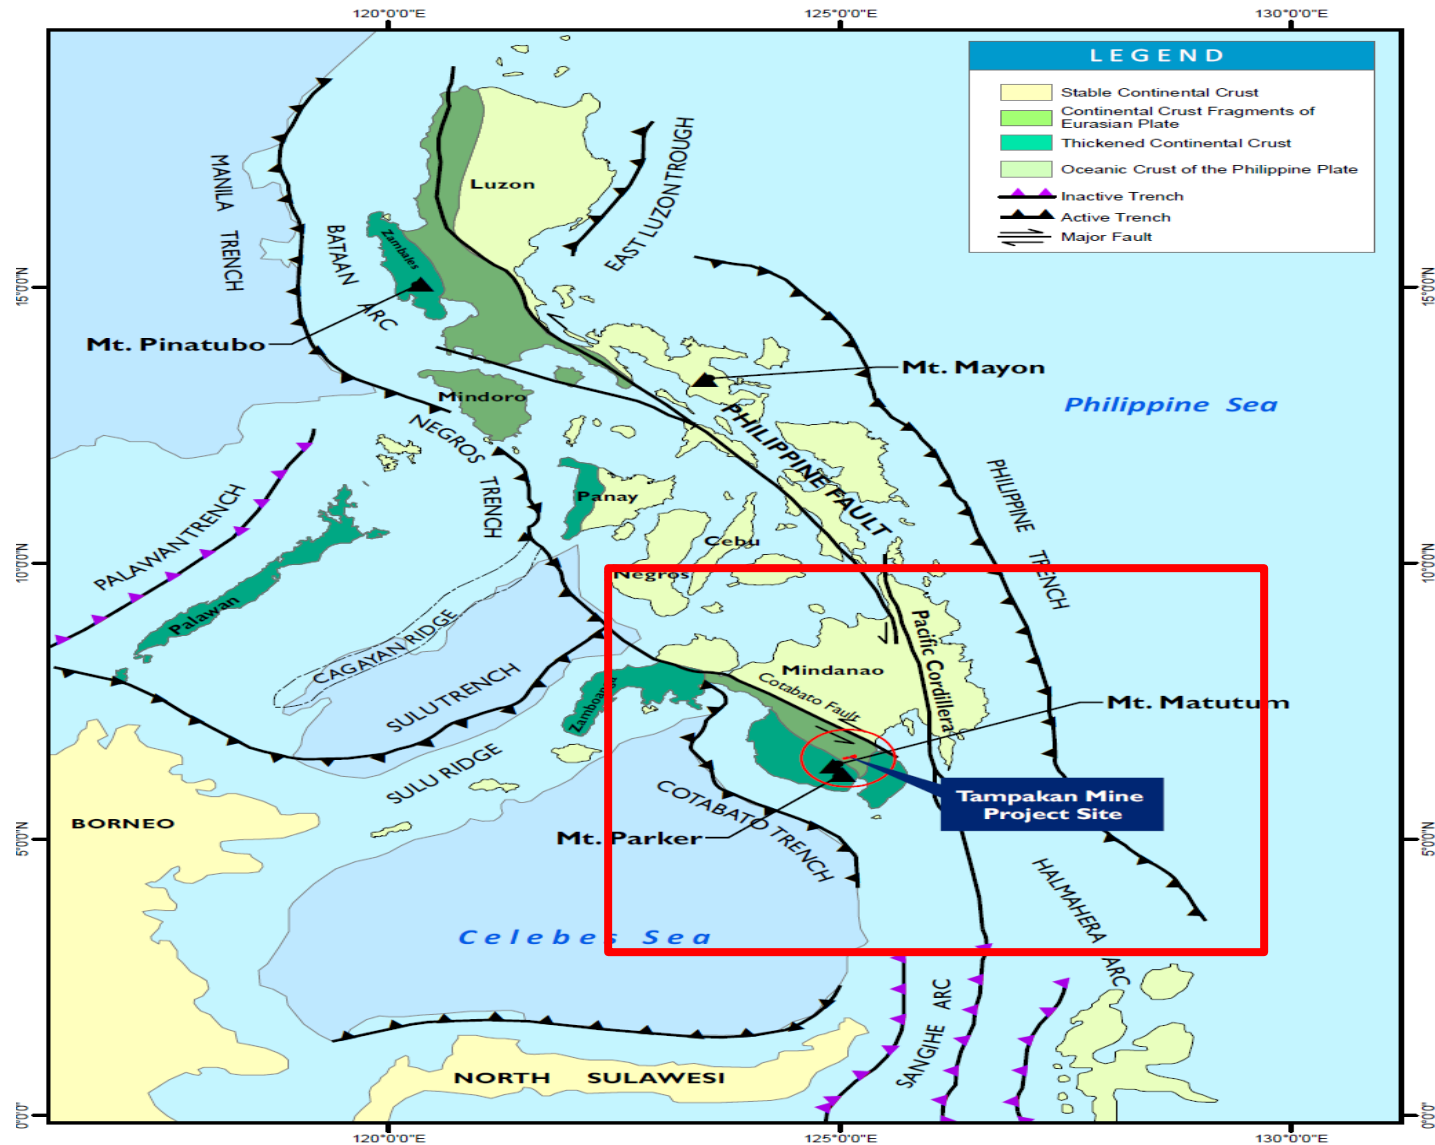 120°0'0"E
125°0'0"E
130°0'0"E
LEGEND
Stable Continental Crust
Continental Crust Fragments of
Eurasian Plate
Thickened Continental Crust
Oceanic Crust of the Philippine Plate
Inactive Trench
Active Trench
Major Fault
Luzon
EAST LUZON TROUGH
MANILA
TRENCH
BATAAN
ARC
Zambales
15°0'0"N
15°0'0"N
Mt. Pinatubo
Mt. Mayon
Philippine Sea
Mindoro
NEGROS
TRENCH
PHILIPPINE FAULT
PHILIPPINE
TRENCH
PALAWAN TRENCH
Panay
Cebu
Negros
10°0'0"N
10°0'0"N
Palawan
CAGAYAN RIDGE
SULU TRENCH
SULU RIDGE
Zamboanga
Mindanao
Cotabato Fault
Pacific Cordillera
Mt. Matutum
Tampakan Mine
Project Site
COTABATO TRENCH
Mt. Parker
BORNEO
5°0'0"N
5°0'0"N
HALMAHERA
ARC
Celebes Sea
SANGIHE
ARC
NORTH SULAWESI
0°0'0"
0°0'0"
120°0'0"E
125°0'0"E
130°0'0"E